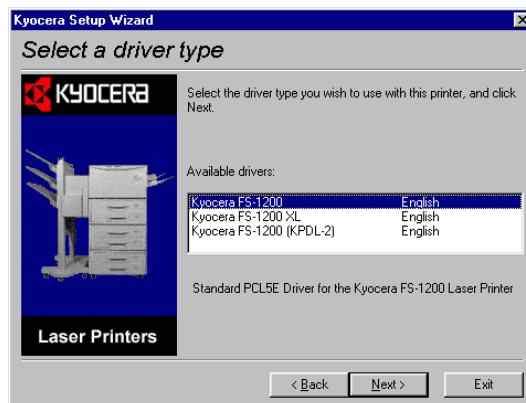 Kyocera Setup Wizard
Select a driver type
KYOCERA
Select the driver type you wish to use with this printer, and click
Next.
Available drivers:
Kyocera FS-1200 English
Kyocera FS-1200 XL English
Kyocera FS-1200 (KPDL-2) English
Standard PCL5E Driver for the Kyocera FS-1200 Laser Printer
Laser Printers
< Back Next > Exit